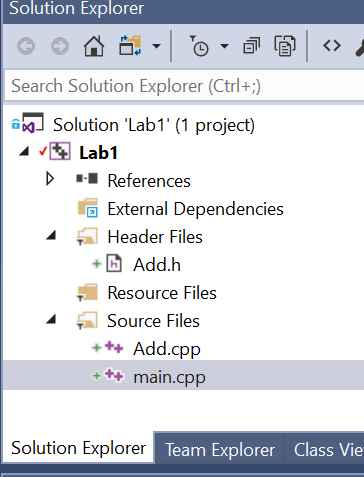 Solution Explorer
Search Solution Explorer (Ctrl+;)
Solution 'Lab1' (1 project)
Lab1
References
External Dependencies
Header Files
Add.h
Resource Files
Source Files
Add.cpp
main.cpp
Solution Explorer Team Explorer Class Vie